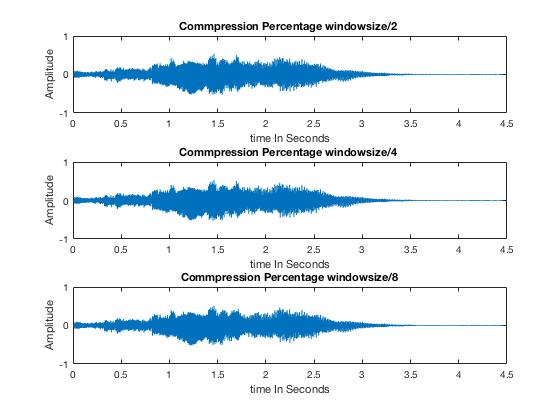 Commpression Percentage windowsize/2
1
0
-1
Amplitude
0 0.5 1 1.5 2 2.5 3 3.5 4 4.5
time In Seconds
Commpression Percentage windowsize/4
1
0
-1
Amplitude
0 0.5 1 1.5 2 2.5 3 3.5 4 4.5
time In Seconds
Commpression Percentage windowsize/8
1
0
-1
Amplitude
0 0.5 1 1.5 2 2.5 3 3.5 4 4.5
time In Seconds